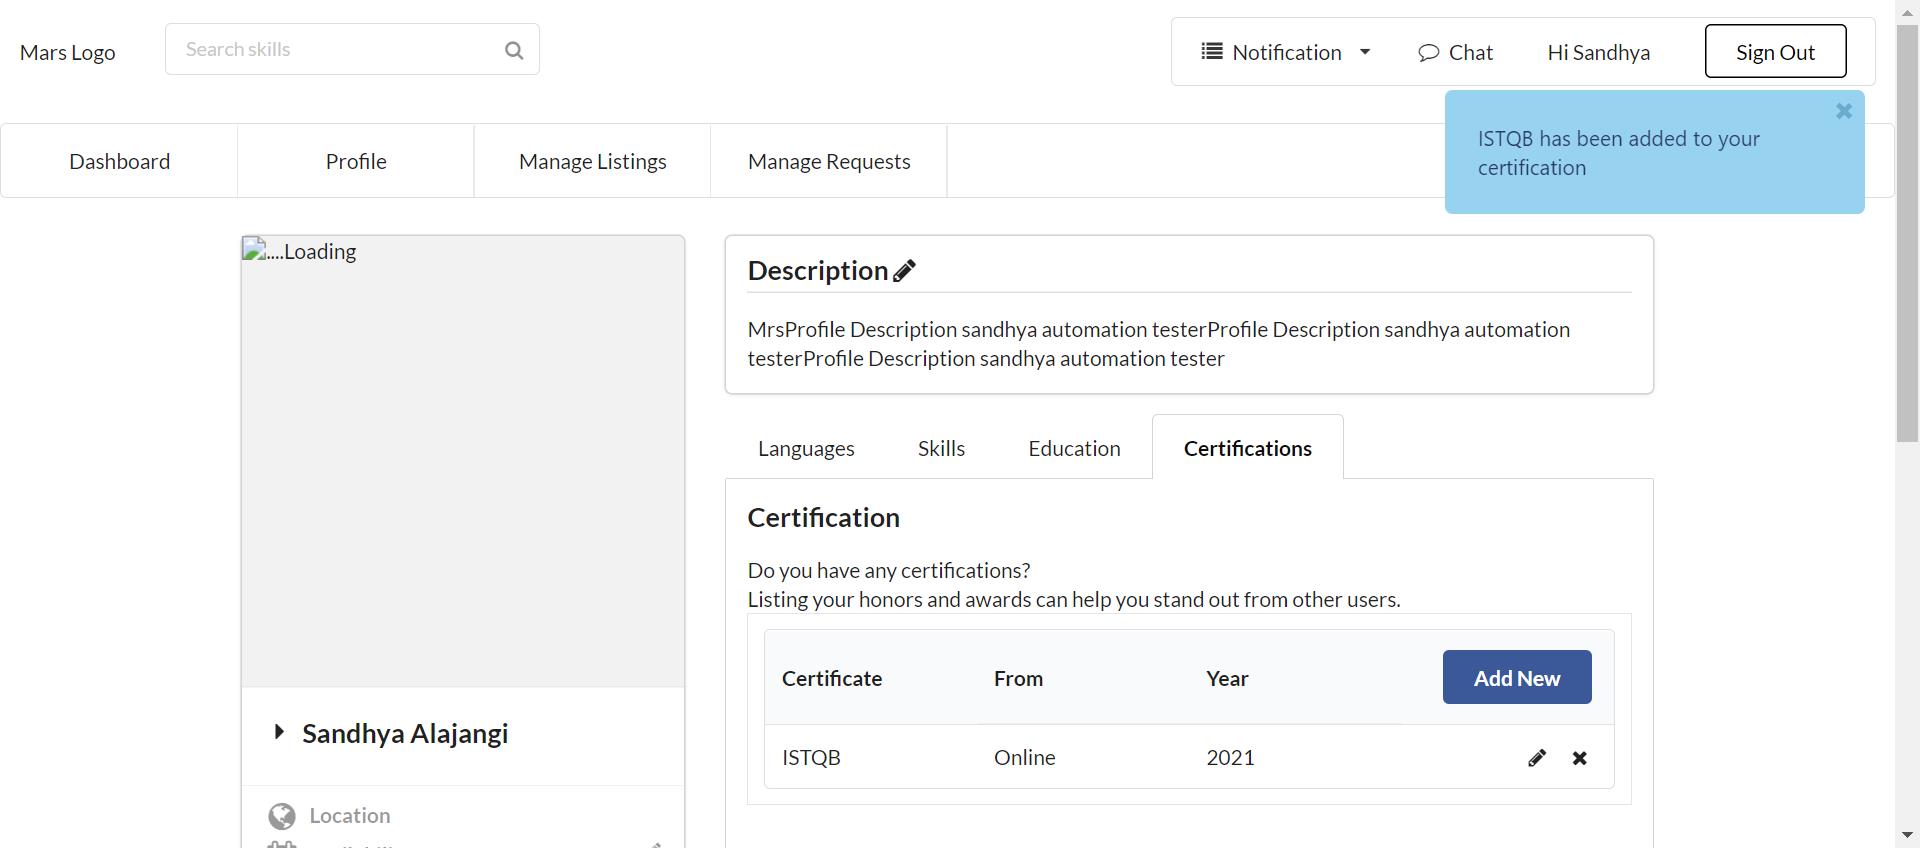 Mars Logo
Search skills
Notification
Chat
Hi Sandhya
Sign Out
ISTQB has been added to your
certification
Dashboard
Profile
Manage Listings
Manage Requests
....Loading
Description
MrsProfile Description sandhya automation testerProfile Description sandhya automation
testerProfile Description sandhya automation tester
Languages
Skills
Education
Certifications
Certification
Do you have any certifications?
Listing your honors and awards can help you stand out from other users.
Certificate
From
Year
Add New
ISTQB
Online
2021
Sandhya Alajangi
Location